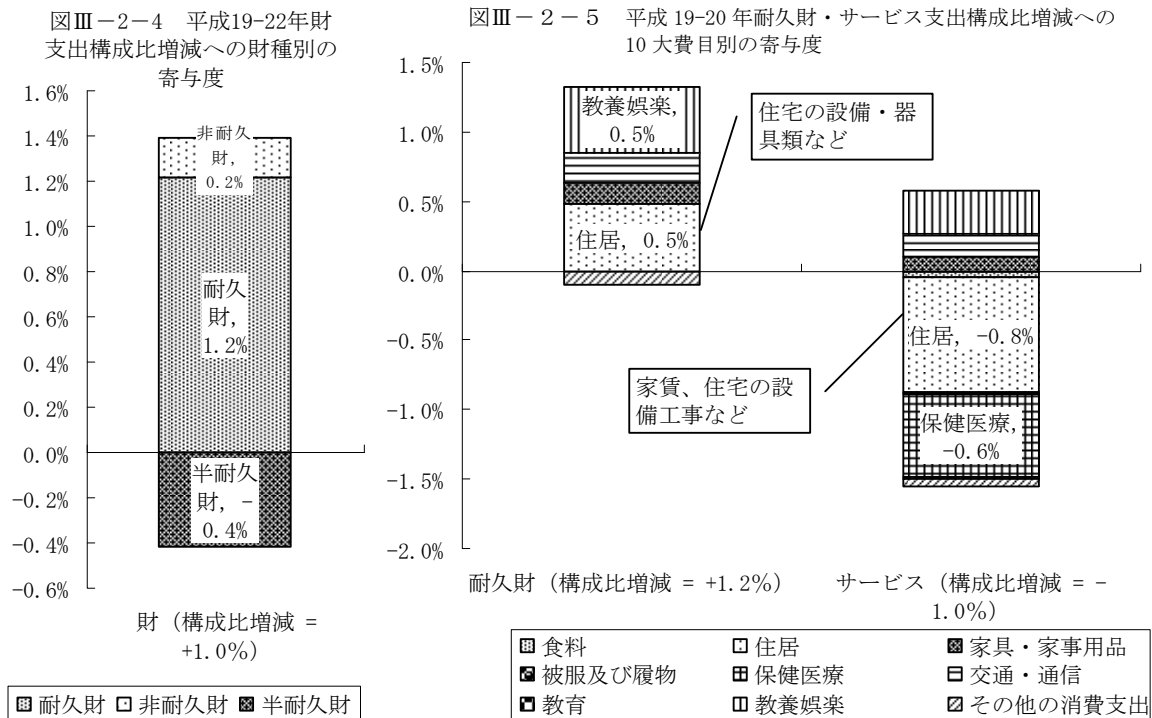 図Ⅲ－2－4　平成19-22年財
支出構成比増減への財種別の
寄与度
1.6%
1.4%
1.2%
1.0%
0.8%
0.6%
0.4%
0.2%
0.0%
-0.2%
-0.4%
-0.6%
非耐久
財,
0.2%
耐久
財,
1.2%
半耐久
財, -
0.4%
財（構成比増減 =
+1.0%）
耐久財 非耐久財 半耐久財
図Ⅲ－2－5　平成 19-20 年耐久財・サービス支出構成比増減への
10 大費目別の寄与度
1.5%
1.0%
0.5%
0.0%
-0.5%
-1.0%
-1.5%
-2.0%
教養娯楽,
0.5%
住居, 0.5%
住宅の設備・器
具類など
住居, -0.8%
保健医療,
-0.6%
家賃、住宅の設
備工事など
耐久財（構成比増減 = +1.2%）
サービス（構成比増減 = -
1.0%）
食料 住居 家具・家事用品
被服及び履物 保健医療 交通・通信
教育 教養娯楽 その他の消費支出